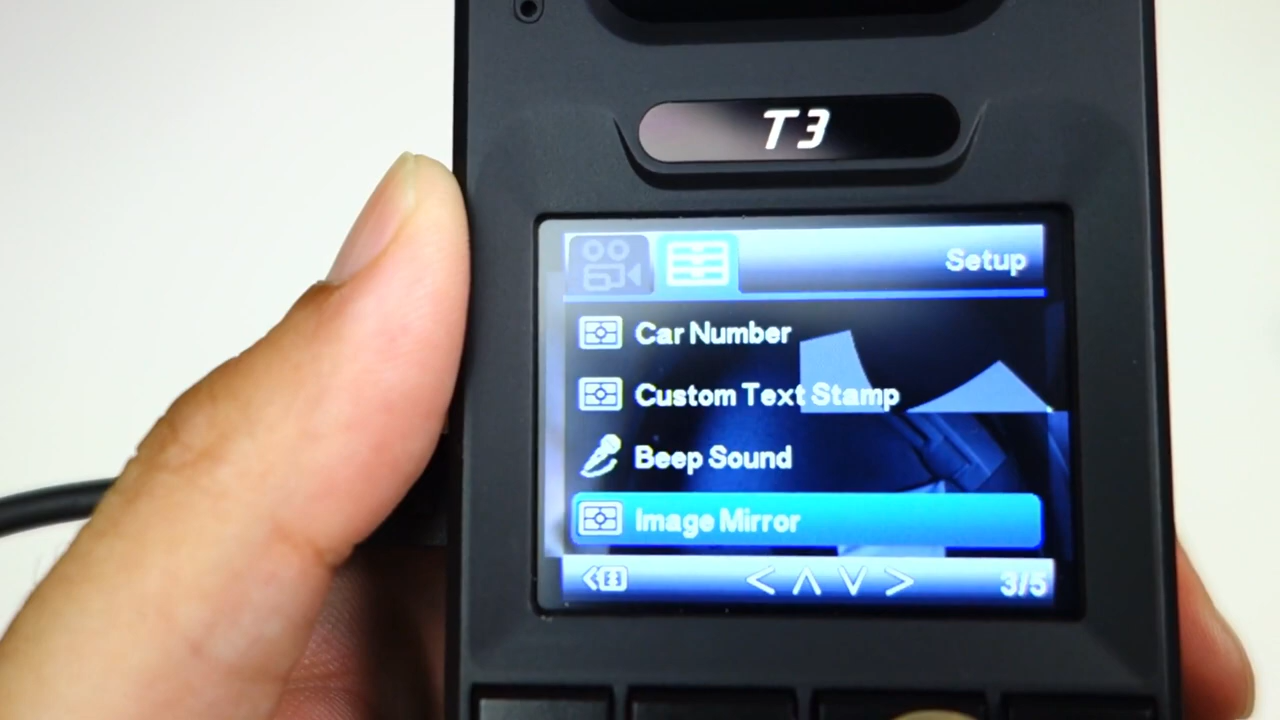 T3
Setup
Car Number
Custom Text Stamp
Beep Sound
Image Mirror
3/5